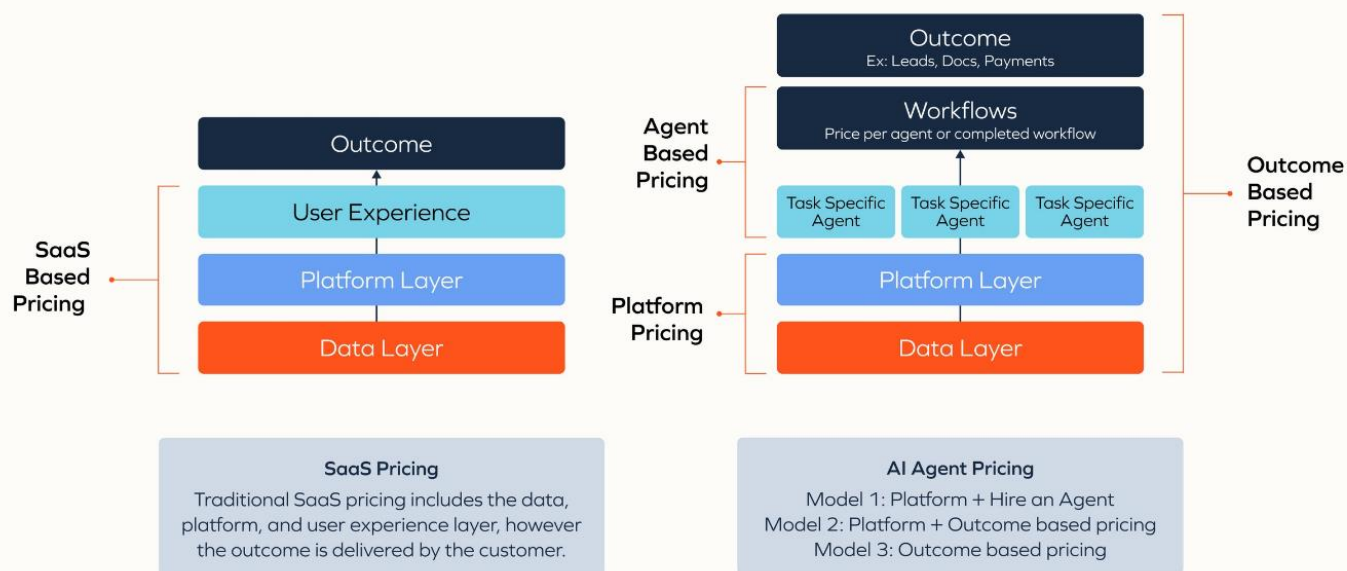 Outcome
User Experience
SaaS
Based
Pricing
Platform Layer
Data Layer
SaaS Pricing
Traditional SaaS pricing includes the data,
platform, and user experience layer, however
the outcome is delivered by the customer.
Outcome
Ex: Leads, Docs, Payments
Workflows
Price per agent or completed workflow
Agent
Based
Pricing
Task Specific
Agent
Task Specific
Agent
Task Specific
Agent
Platform Layer
Platform
Pricing
Data Layer
Outcome
Based
Pricing
AI Agent Pricing
Model 1: Platform + Hire an Agent
Model 2: Platform + Outcome based pricing
Model 3: Outcome based pricing